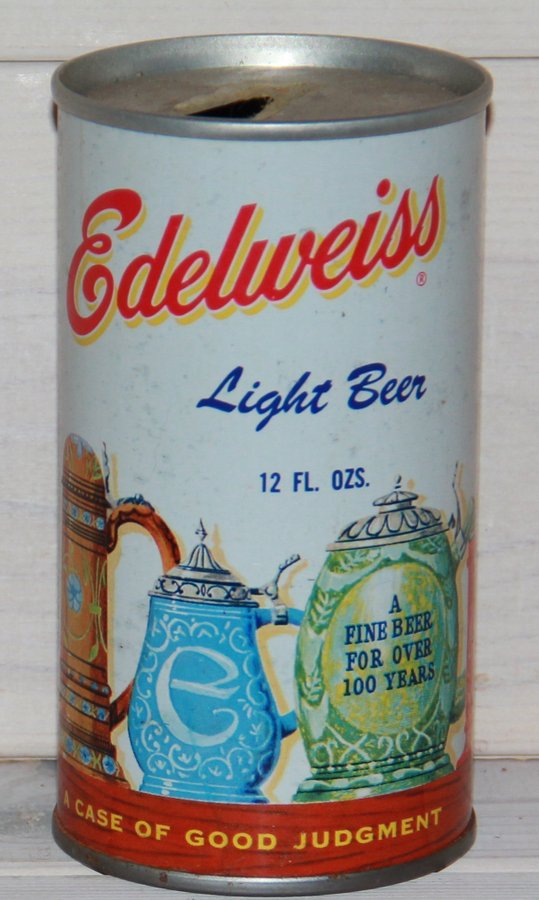 Edelweiss®
Light Beer
12 FL. OZS.
e
A
FINE BEER
FOR OVER
100 YEARS
A CASE OF GOOD JUDGMENT